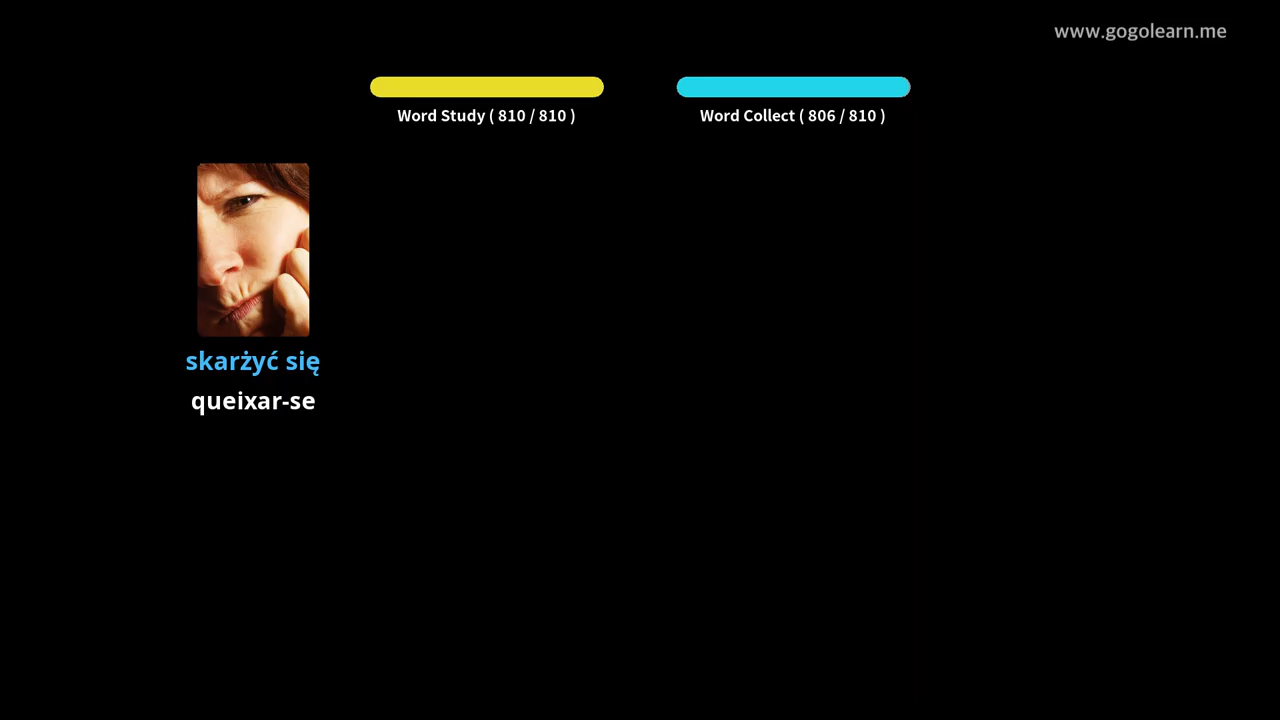 www.gogolearn.me
Word Study ( 810 / 810 )
Word Collect ( 806 / 810 )
skarżyć się
queixar-se